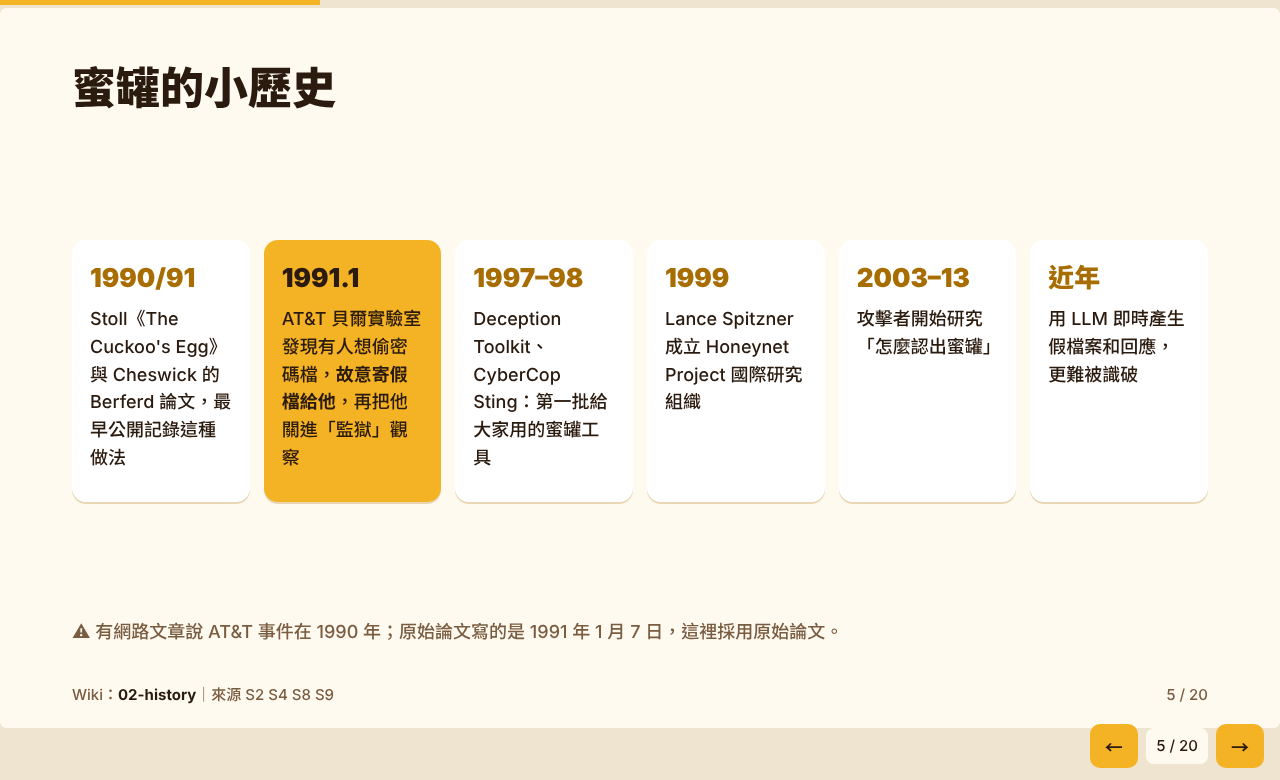 蜜罐的小歷史
1990/91
Stoll《The
Cuckoo's Egg》
與 Cheswick 的
Berferd 論文，最
早公開記錄這種
做法
1991.1
AT&T 貝爾實驗室
發現有人想偷密
碼檔，故意寄假
檔給他，再把他
關進「監獄」觀
察
1997–98
Deception
Toolkit、
CyberCop
Sting：第一批給
大家用的蜜罐工
具
1999
Lance Spitzner
成立 Honeynet
Project 國際研究
組織
2003–13
攻擊者開始研究
「怎麼認出蜜罐」
近年
用 LLM 即時產生
假檔案和回應，
更難被識破
⚠ 有網路文章說 AT&T 事件在 1990 年；原始論文寫的是 1991 年 1 月 7 日，這裡採用原始論文。
Wiki：02-history｜來源 S2 S4 S8 S9
5 / 20
← 5 / 20 →